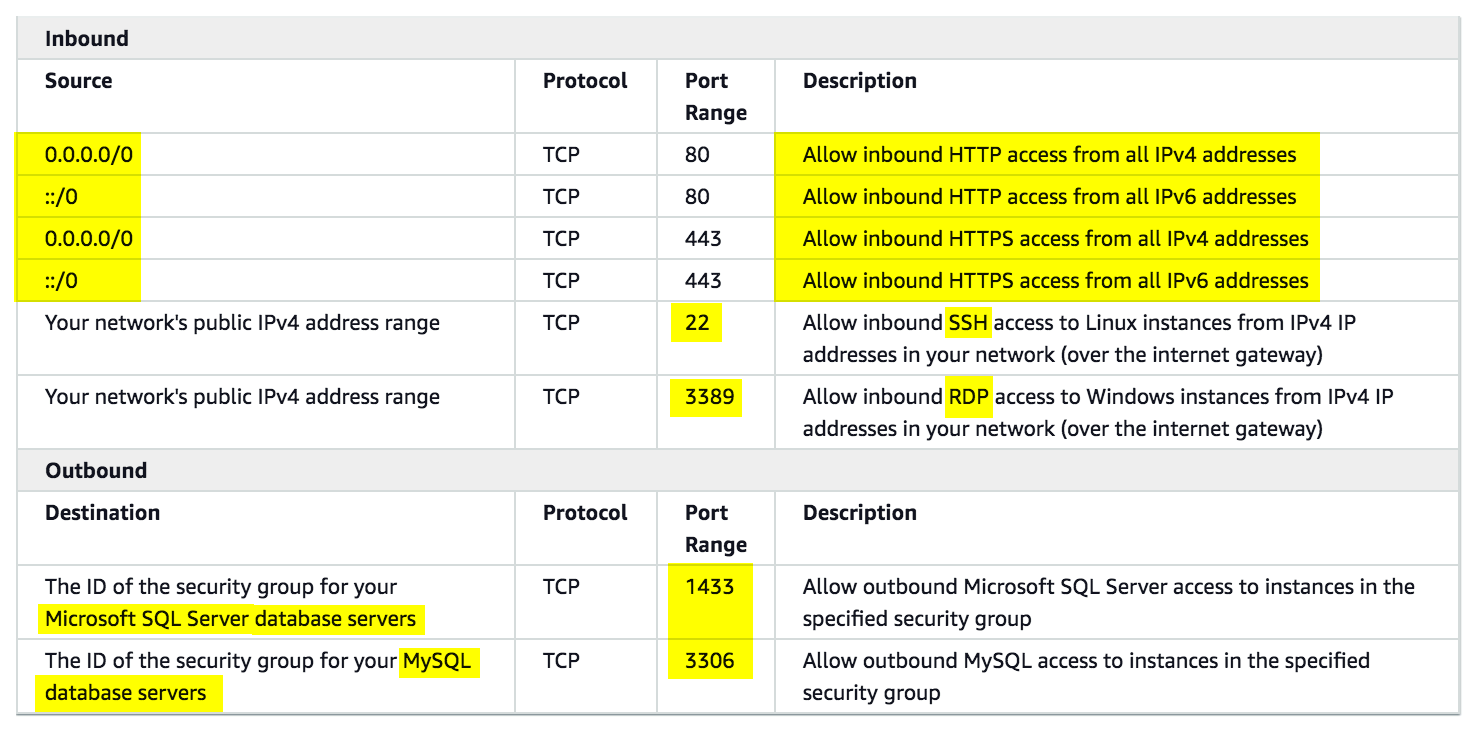 Inbound
Source Protocol Port Range Description
0.0.0.0/0 TCP 80 Allow inbound HTTP access from all IPv4 addresses
::/0 TCP 80 Allow inbound HTTP access from all IPv6 addresses
0.0.0.0/0 TCP 443 Allow inbound HTTPS access from all IPv4 addresses
::/0 TCP 443 Allow inbound HTTPS access from all IPv6 addresses
Your network's public IPv4 address range TCP 22 Allow inbound SSH access to Linux instances from IPv4 IP
addresses in your network (over the internet gateway)
Your network's public IPv4 address range TCP 3389 Allow inbound RDP access to Windows instances from IPv4 IP
addresses in your network (over the internet gateway)
Outbound
Destination Protocol Port Range Description
The ID of the security group for your TCP 1433 Allow outbound Microsoft SQL Server access to instances in the
Microsoft SQL Server database servers specified security group
The ID of the security group for your MySQL TCP 3306 Allow outbound MySQL access to instances in the specified
database servers security group